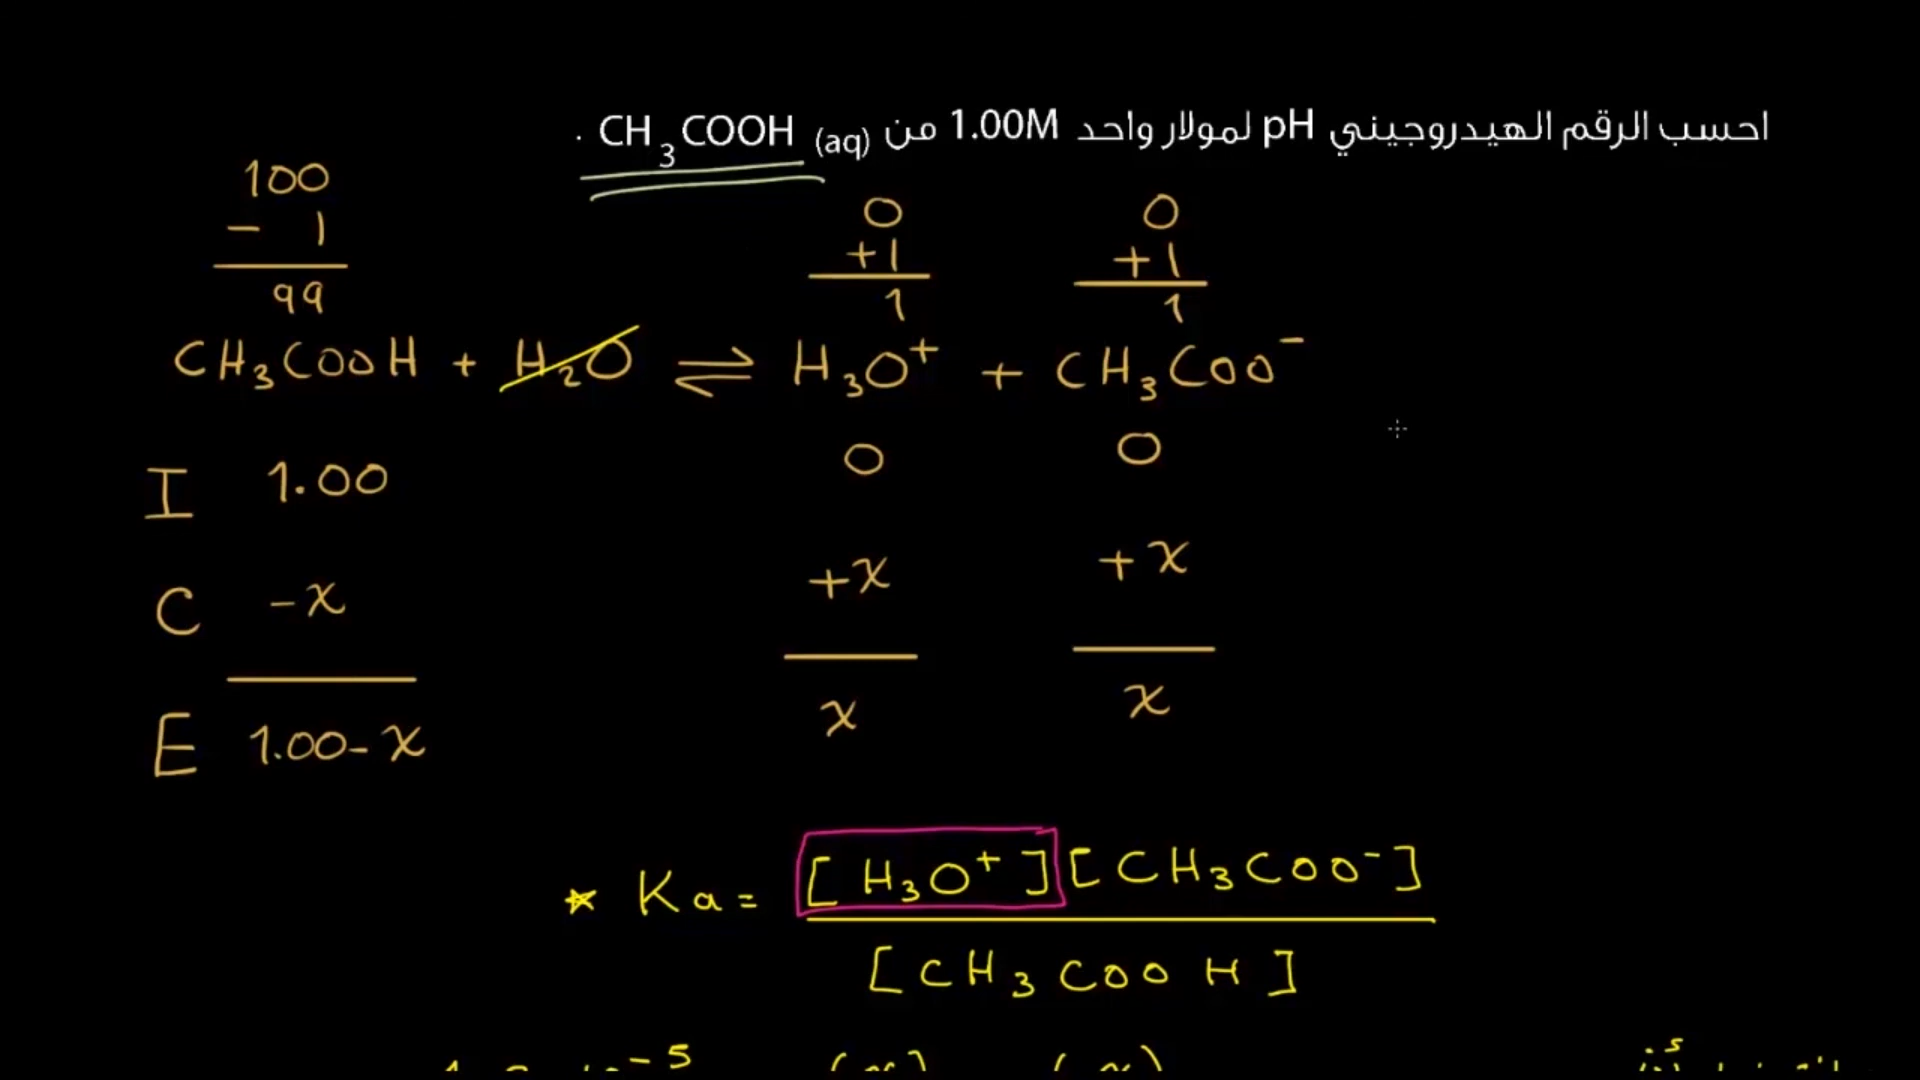 احسب الرقم الهيدروجيني pH لمولار واحد 1.00M من CH3COOH (aq) .
100 0 0
- 1 +1 +1
99 1 1
CH3COOH + H2O ⇌ H3O+ + CH3COO-
I 1.00 0 0
C -x +x +x
E 1.00-x x x
* Ka = [H3O+][CH3COO-]
[CH3COOH]
-5 (x) (x)